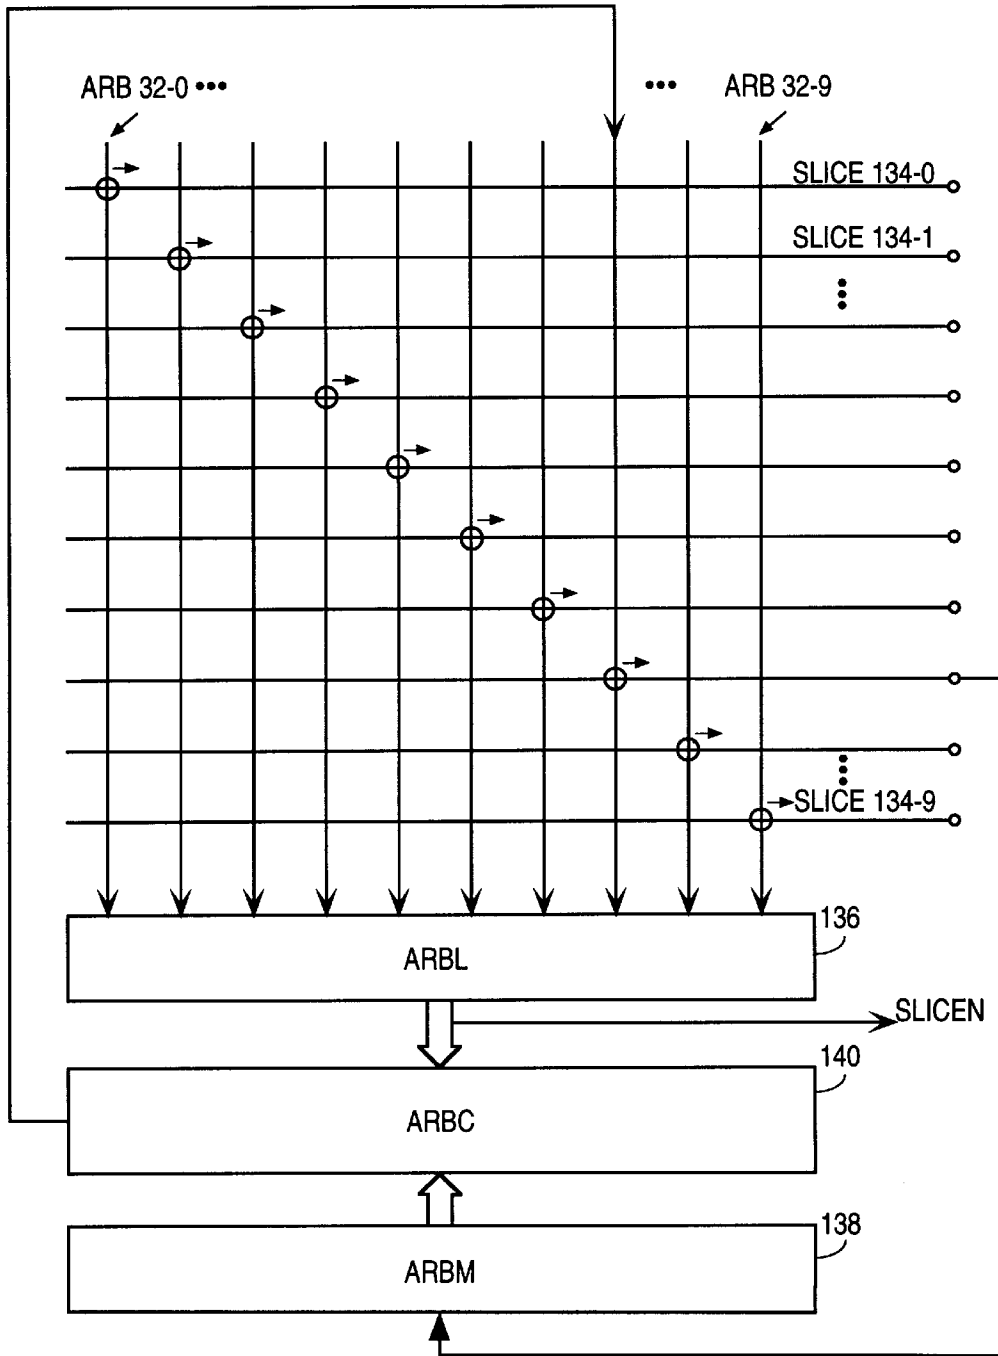 ARB 32-0 ••• ••• ARB 32-9
SLICE 134-0
SLICE 134-1
SLICE 134-9
136
ARBL
SLICEN
140
ARBC
138
ARBM